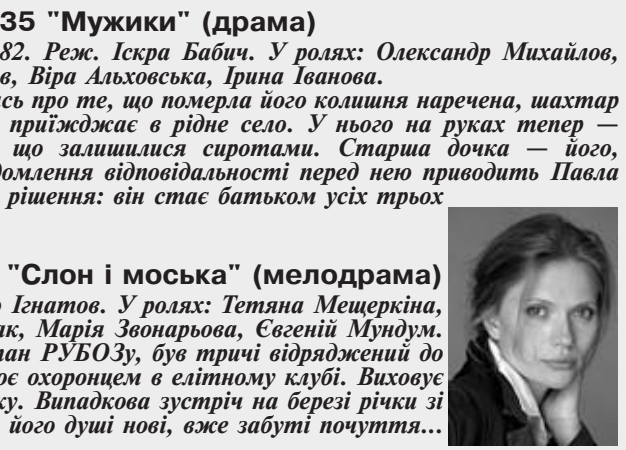 35 "Мужики" (драма)
82. Реж. Іскра Бабич. У ролях: Олександр Михайлов,
в, Віра Альховська, Ірина Іванова.
сь про те, що померла його колишня наречена, шахтар
приїжджає в рідне село. У нього на руках тепер —
що залишилися сиротами. Старша дочка — його,
домлення відповідальності перед нею приводить Павла
рішення: він стає батьком усіх трьох
"Слон і моська" (мелодрама)
Ігнатов. У ролях: Тетяна Мещеркіна,
ак, Марія Звонарьова, Євгеній Мундум.
тан РУБОЗу, був тричі відряджений до
ює охоронцем в елітному клубі. Виховує
ку. Випадкова зустріч на березі річки зі
його душі нові, вже забуті почуття...